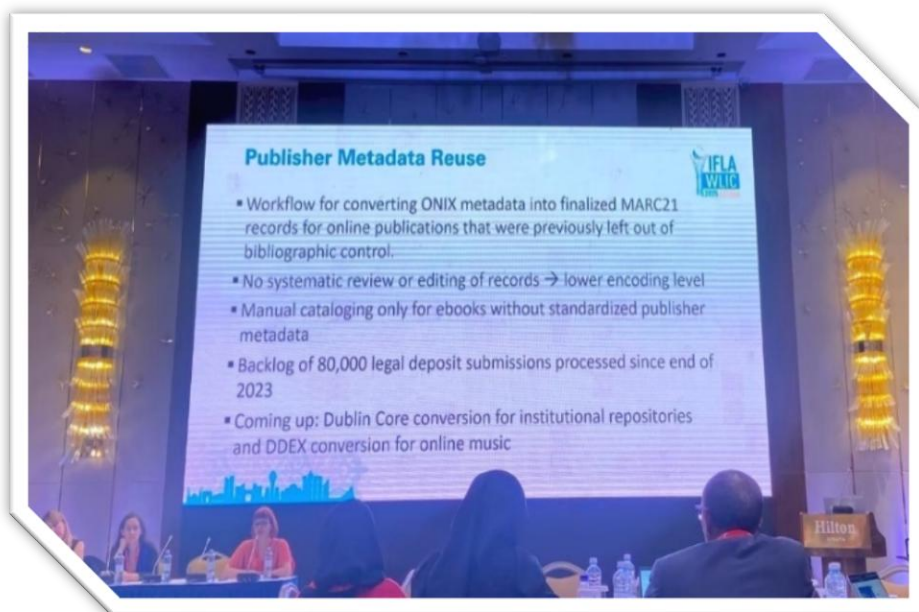 Publisher Metadata Reuse
IFLA
WLIC
▪ Workflow for converting ONIX metadata into finalized MARC21
records for online publications that were previously left out of
bibliographic control.
▪ No systematic review or editing of records → lower encoding level
▪ Manual cataloging only for ebooks without standardized publisher
metadata
▪ Backlog of 80,000 legal deposit submissions processed since end of
2023
▪ Coming up: Dublin Core conversion for institutional repositories
and DDEX conversion for online music
Hilton